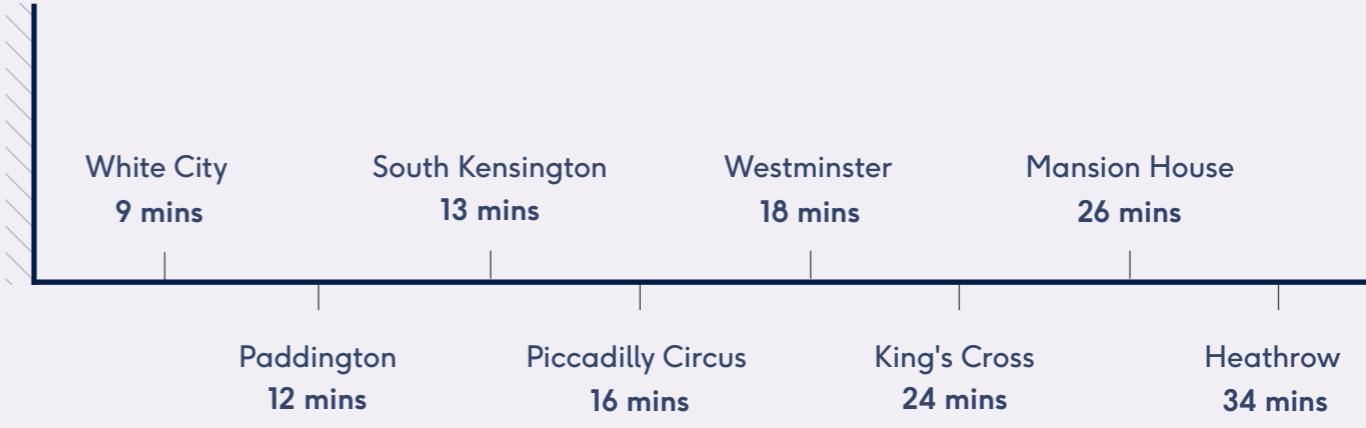 White City
9 mins
South Kensington
13 mins
Westminster
18 mins
Mansion House
26 mins
Paddington
12 mins
Piccadilly Circus
16 mins
King's Cross
24 mins
Heathrow
34 mins